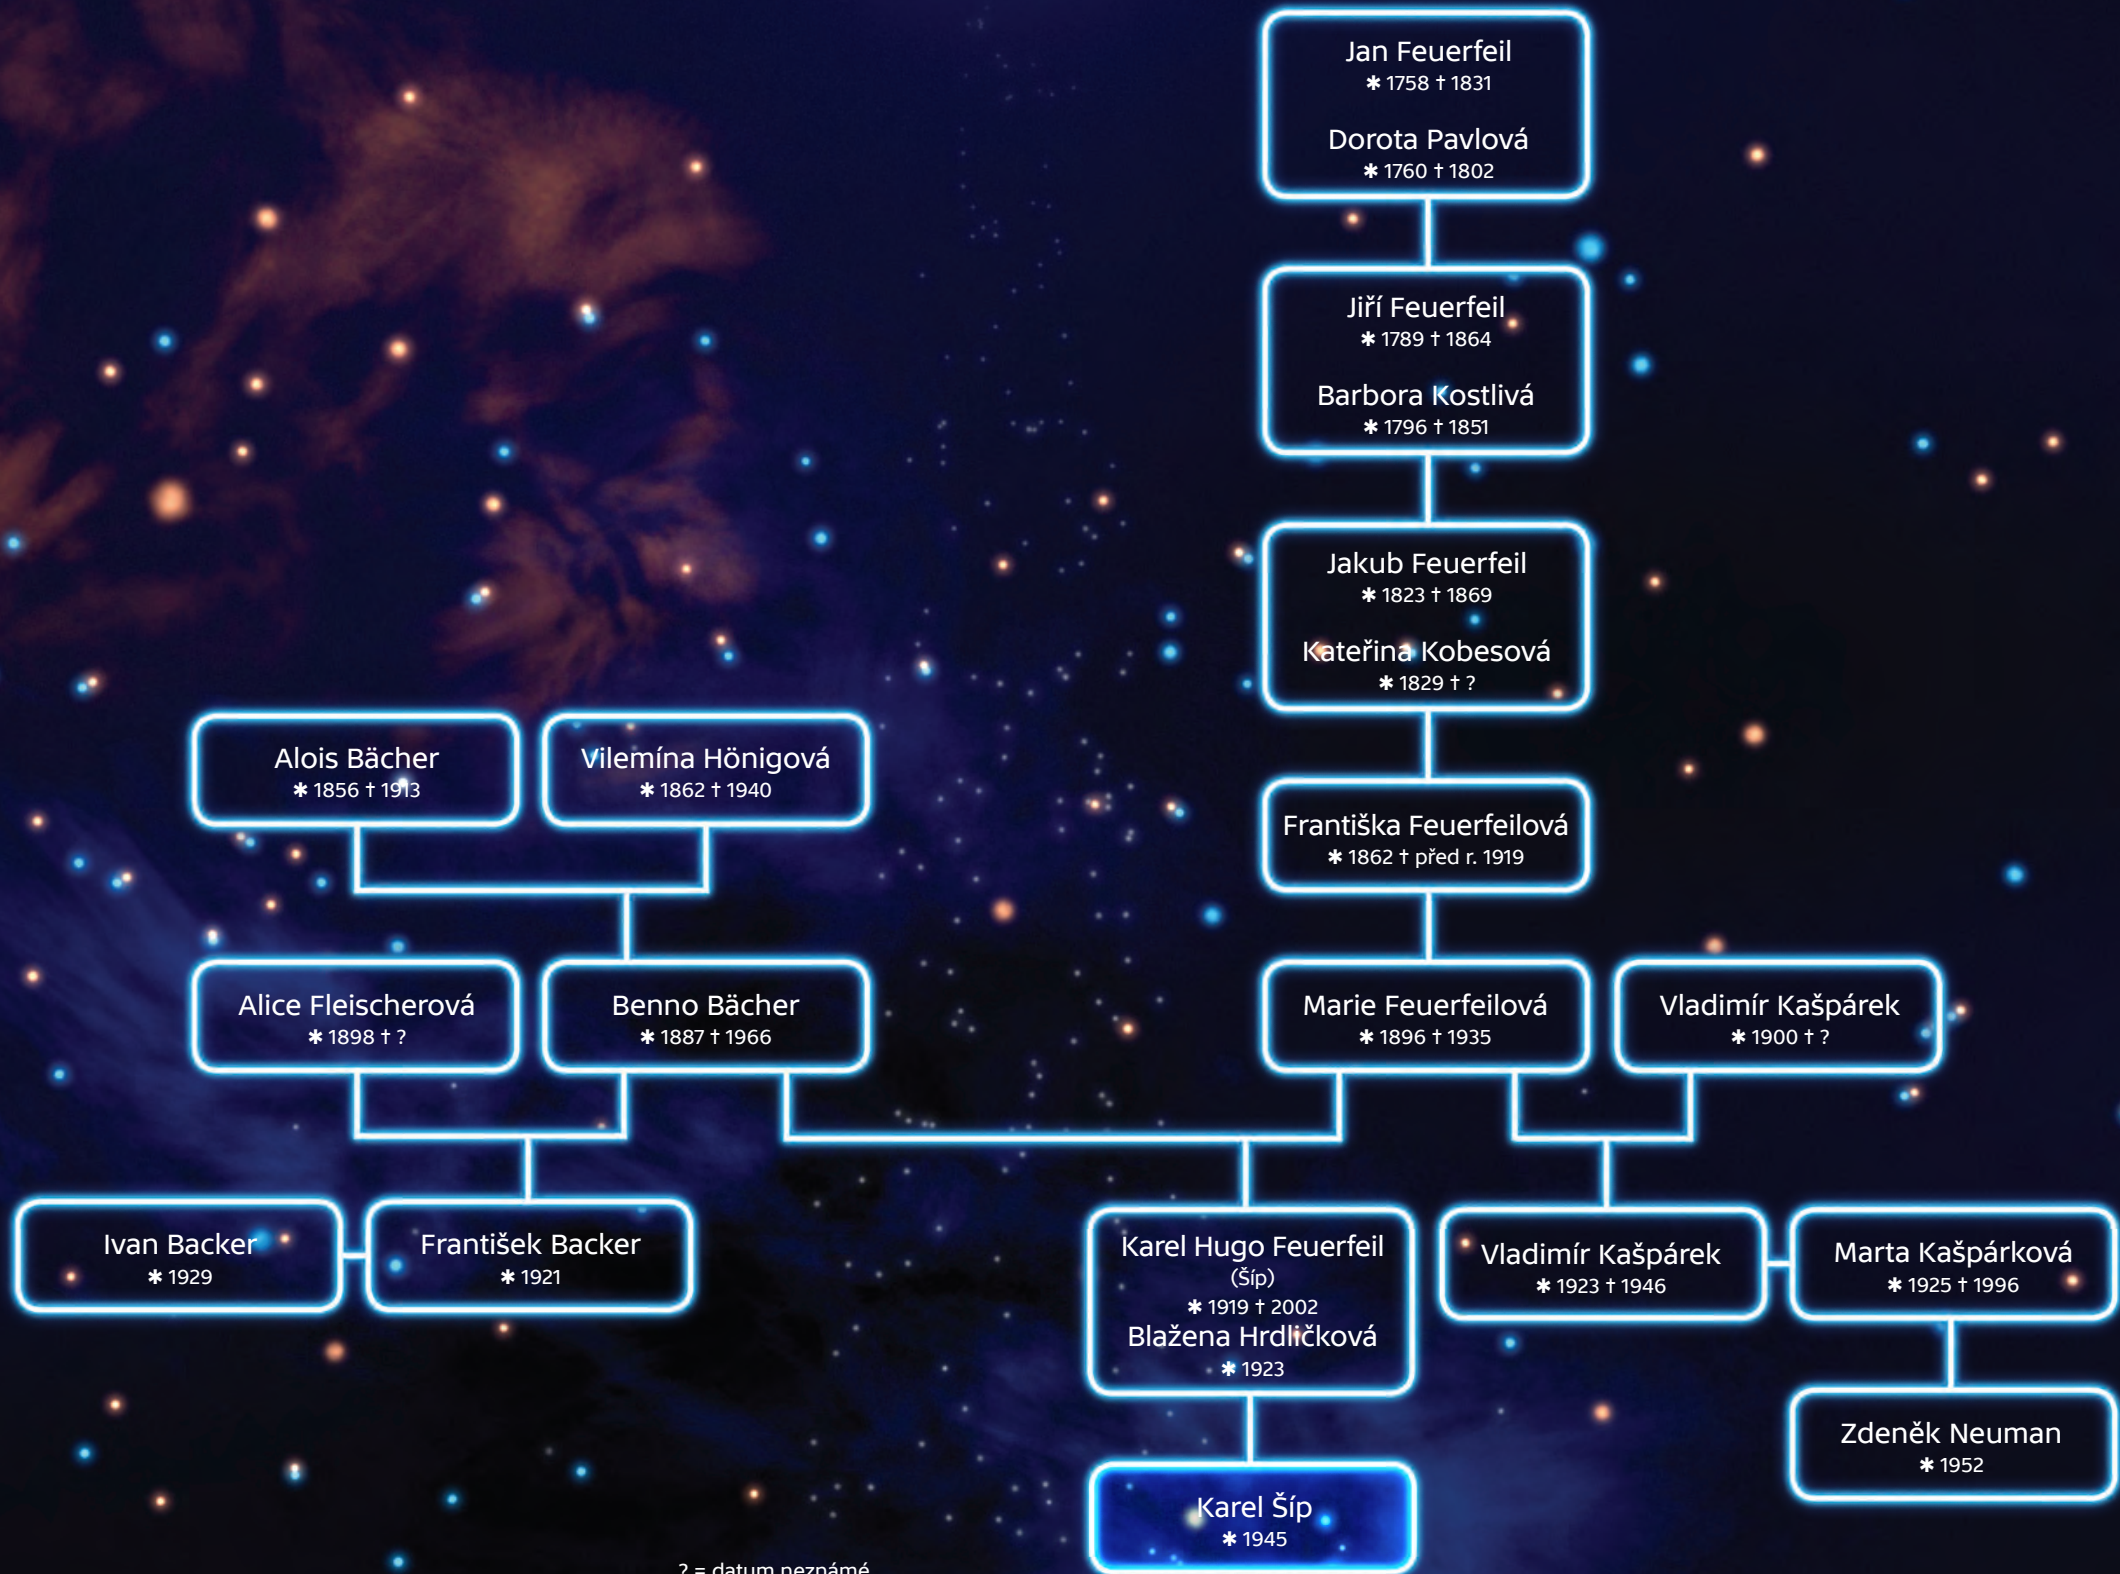 Jan Feuerfeil
✱ 1758 † 1831
Dorota Pavlová
✱ 1760 † 1802
Jiří Feuerfeil
✱ 1789 † 1864
Barbora Kostlivá
✱ 1796 † 1851
Jakub Feuerfeil
✱ 1823 † 1869
Kateřina Kobesová
✱ 1829 † ?
Alois Bächer
✱ 1856 † 1913
Vilemína Hönigová
✱ 1862 † 1940
Františka Feuerfeilová
✱ 1862 † před r. 1919
Alice Fleischerová
✱ 1898 † ?
Benno Bächer
✱ 1887 † 1966
Marie Feuerfeilová
✱ 1896 † 1935
Vladimír Kašpárek
✱ 1900 † ?
Ivan Backer
✱ 1929
František Backer
✱ 1921
Karel Hugo Feuerfeil
(Šíp)
✱ 1919 † 2002
Blažena Hrdličková
✱ 1923
Vladimír Kašpárek
✱ 1923 † 1946
Marta Kašpárková
✱ 1925 † 1996
Zdeněk Neuman
✱ 1952
Karel Šíp
✱ 1945
? = datum neznámé